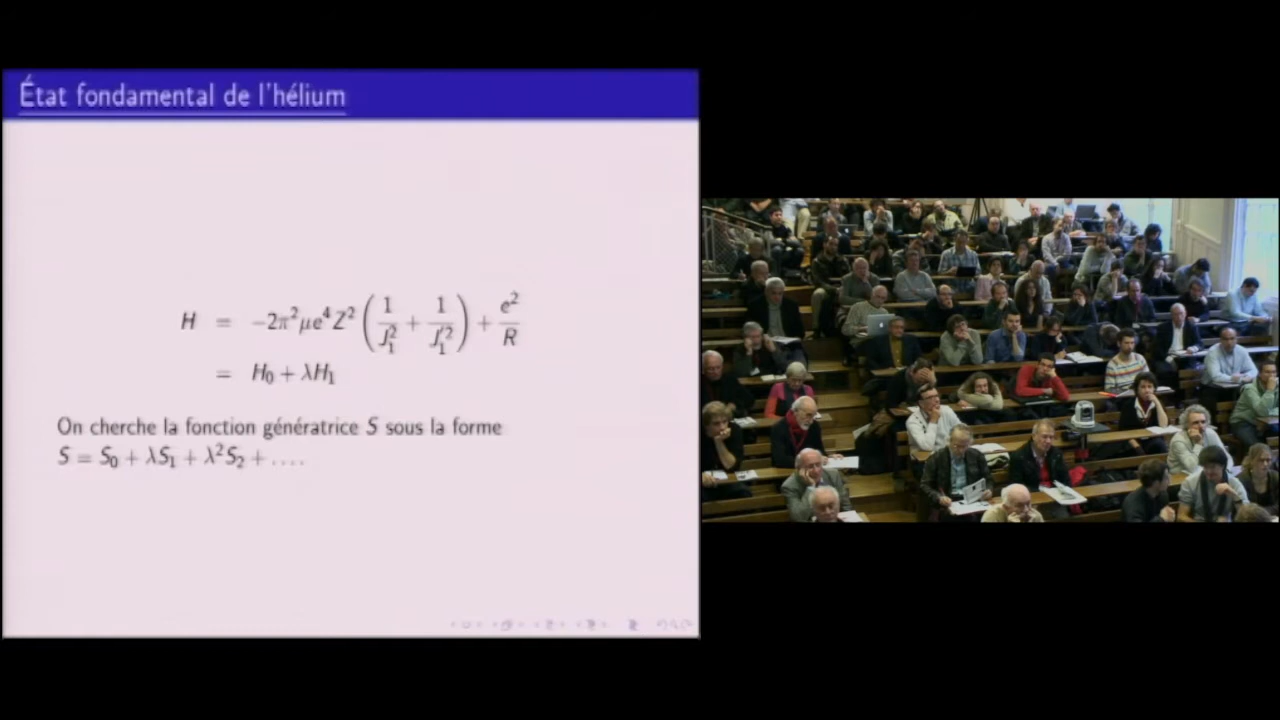 État fondamental de l'hélium
H = −2π²μe⁴Z² (1/J₁² + 1/J₁′²) + e²/R
= H₀ + λH₁
On cherche la fonction génératrice S sous la forme
S = S₀ + λS₁ + λ²S₂ + ....